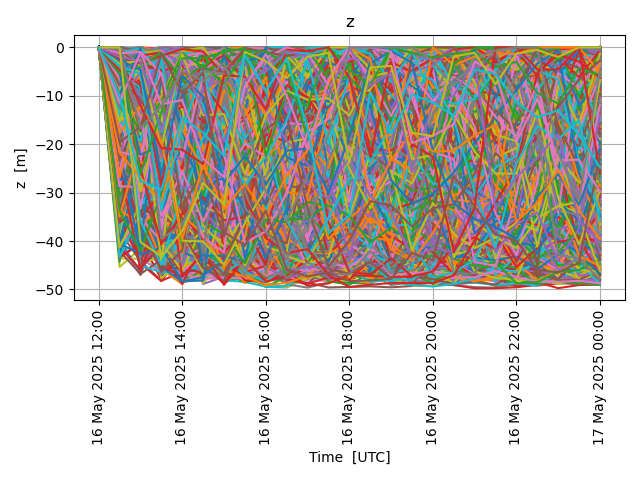 z
0
−10
−20
−30
−40
−50
z [m]
16 May 2025 12:00
16 May 2025 14:00
16 May 2025 16:00
16 May 2025 18:00
16 May 2025 20:00
16 May 2025 22:00
17 May 2025 00:00
Time [UTC]